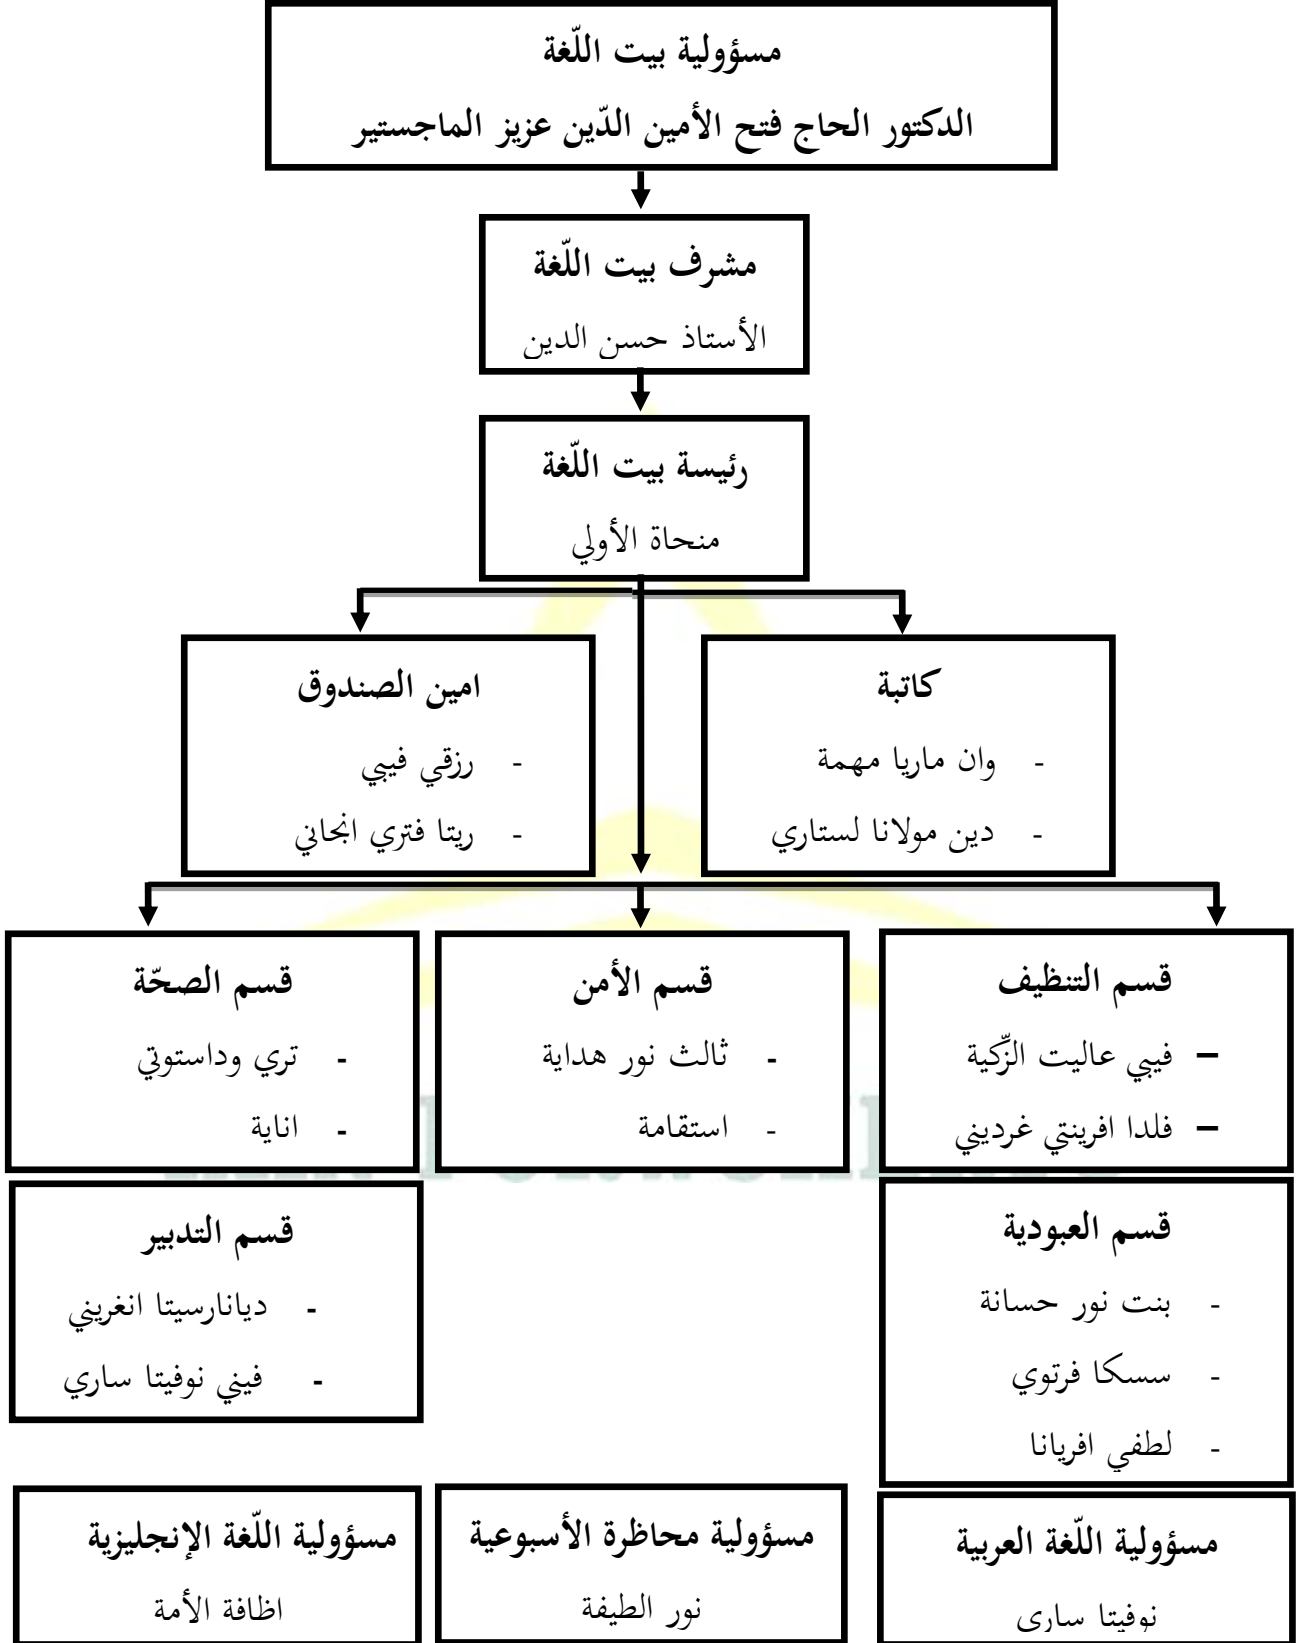 مسؤولية بيت اللّغة
الدكتور الحاج فتح الأمين الدّين عزيز الماجستير
مشرف بيت اللّغة
الأستاذ حسن الدين
رئيسة بيت اللّغة
منحاة الأولي
كاتبة
- وان ماريا مهمة
- دين مولانا لستاري
امين الصندوق
- رزقي فيبي
- ريتا فتري انجاني
قسم التنظيف
– فيبي عاليت الزّكية
– فلدا افرينتي غرديني
قسم الأمن
- ثالث نور هداية
- استقامة
قسم الصحّة
- تري وداستوتي
- اناية
قسم العبودية
- بنت نور حسانة
- سسكا فرتوي
- لطفي افريانا
قسم التدبير
- ديانارسيتا انغريني
- فيني نوفيتا ساري
مسؤولية اللّغة العربية
نوفيتا ساري
مسؤولية محاظرة الأسبوعية
نور الطيفة
مسؤولية اللّغة الإنجليزية
اظافة الأمة